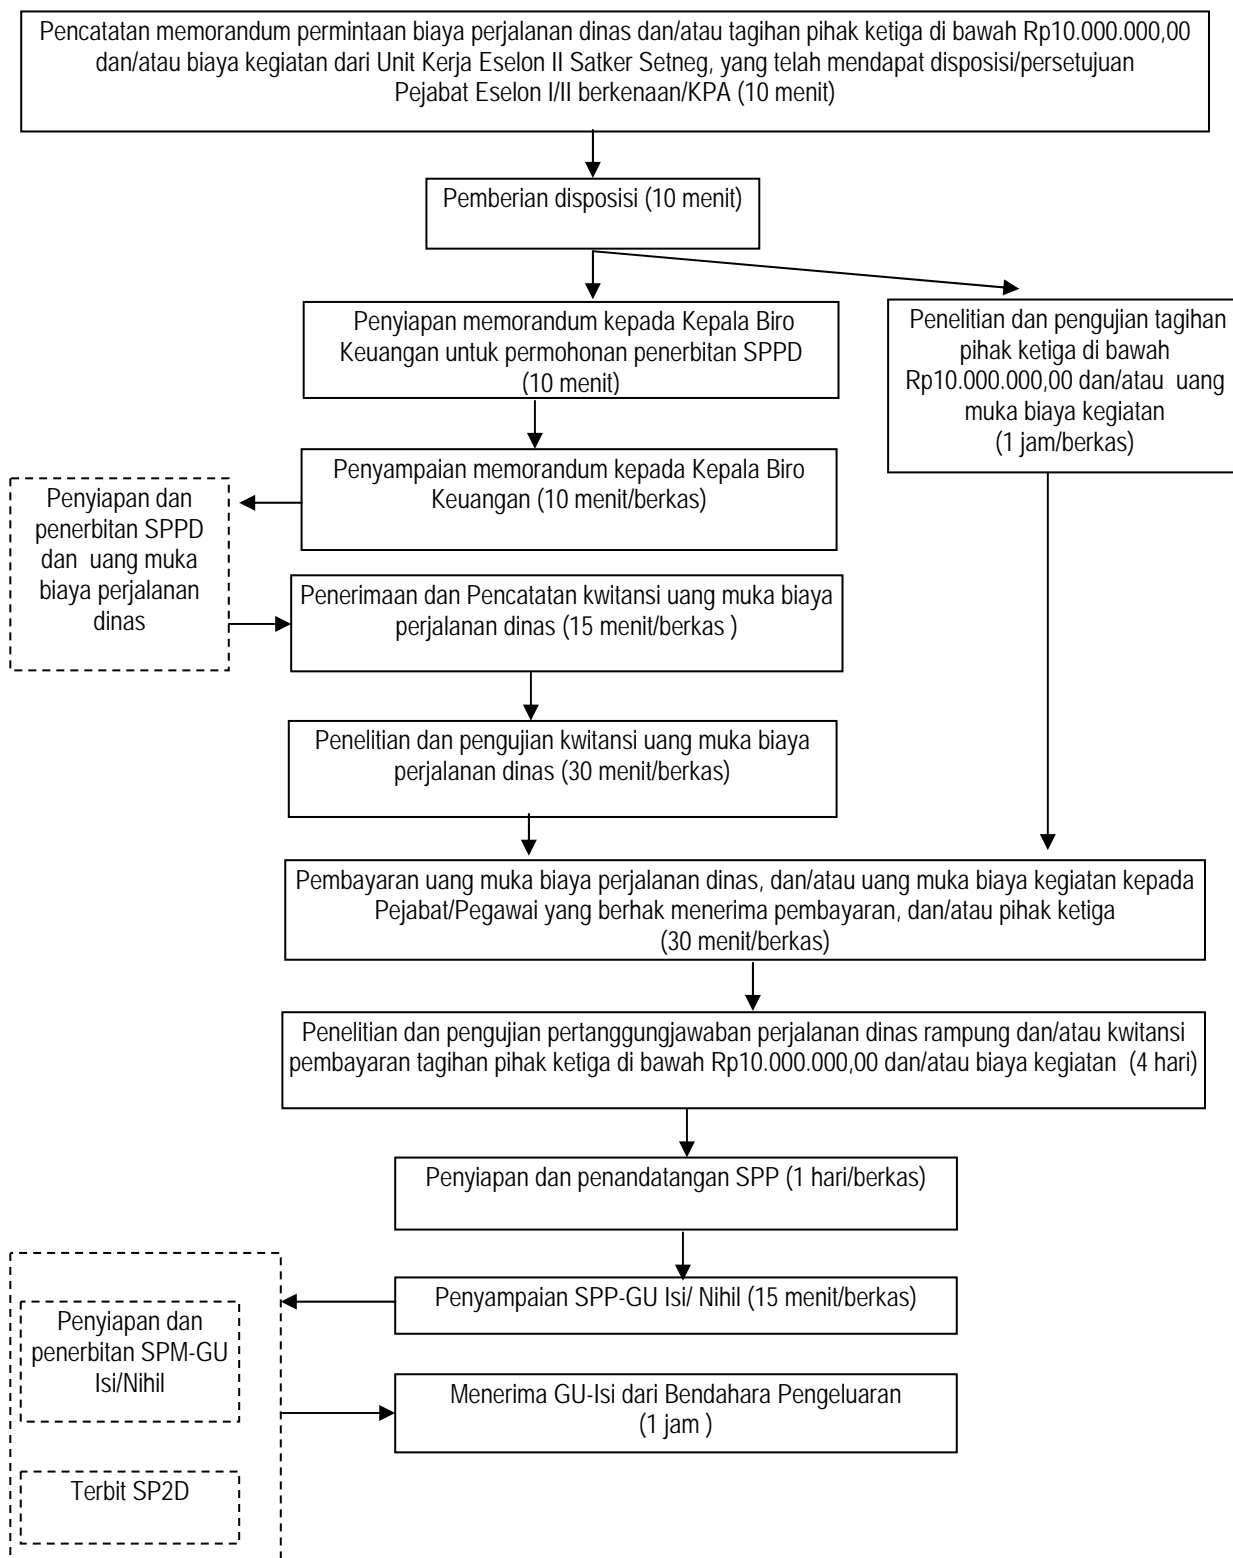 Pencatatan memorandum permintaan biaya perjalanan dinas dan/atau tagihan pihak ketiga di bawah Rp10.000.000,00
dan/atau biaya kegiatan dari Unit Kerja Eselon II Satker Setneg, yang telah mendapat disposisi/persetujuan
Pejabat Eselon I/II berkenaan/KPA (10 menit)
Pemberian disposisi (10 menit)
Penyiapan memorandum kepada Kepala Biro
Keuangan untuk permohonan penerbitan SPPD
(10 menit)
Penelitian dan pengujian tagihan
pihak ketiga di bawah
Rp10.000.000,00 dan/atau uang
muka biaya kegiatan
(1 jam/berkas)
Penyampaian memorandum kepada Kepala Biro
Keuangan (10 menit/berkas)
Penyiapan dan
penerbitan SPPD
dan uang muka
biaya perjalanan
dinas
Penerimaan dan Pencatatan kwitansi uang muka biaya
perjalanan dinas (15 menit/berkas )
Penelitian dan pengujian kwitansi uang muka biaya
perjalanan dinas (30 menit/berkas)
Pembayaran uang muka biaya perjalanan dinas, dan/atau uang muka biaya kegiatan kepada
Pejabat/Pegawai yang berhak menerima pembayaran, dan/atau pihak ketiga
(30 menit/berkas)
Penelitian dan pengujian pertanggungjawaban perjalanan dinas rampung dan/atau kwitansi
pembayaran tagihan pihak ketiga di bawah Rp10.000.000,00 dan/atau biaya kegiatan (4 hari)
Penyiapan dan penandatangan SPP (1 hari/berkas)
Penyampaian SPP-GU Isi/ Nihil (15 menit/berkas)
Penyiapan dan
penerbitan SPM-GU
Isi/Nihil
Menerima GU-Isi dari Bendahara Pengeluaran
(1 jam )
Terbit SP2D